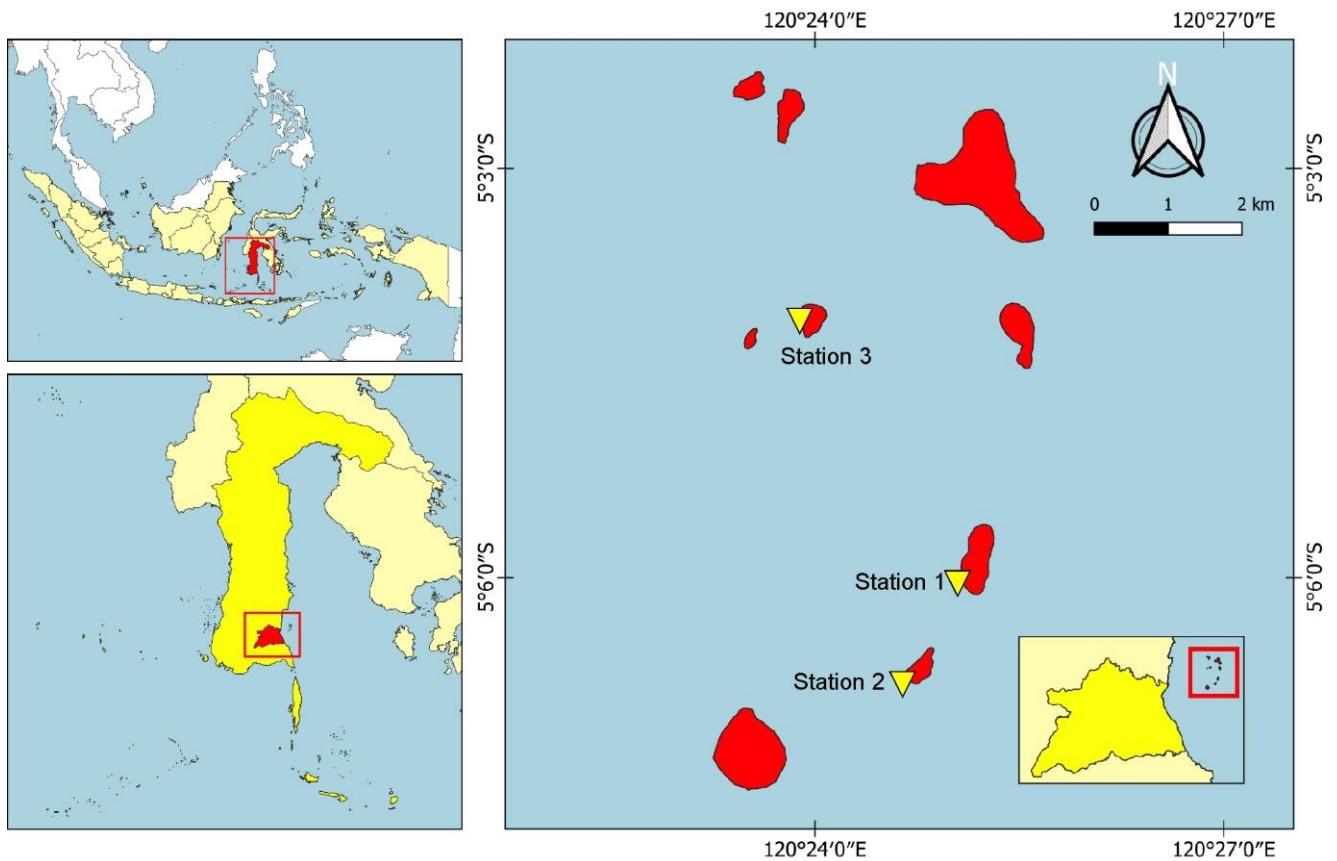 120°24′0″E 120°27′0″E
N
5°3′0″S 5°3′0″S
0 1 2 km
Station 3
5°6′0″S 5°6′0″S
Station 1
Station 2
120°24′0″E 120°27′0″E